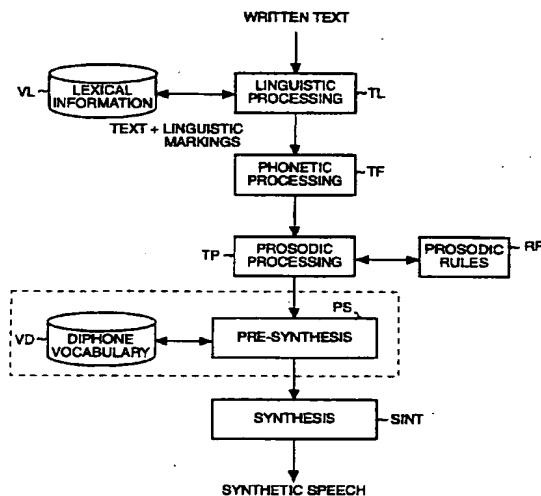 WRITTEN TEXT
VL
LEXICAL
INFORMATION
LINGUISTIC
PROCESSING
TL
TEXT + LINGUISTIC
MARKINGS
PHONETIC
PROCESSING
TF
TP
PROSODIC
PROCESSING
PROSODIC
RULES
RP
PS
VD
DIPHONE
VOCABULARY
PRE-SYNTHESIS
SYNTHESIS
SINT
SYNTHETIC SPEECH